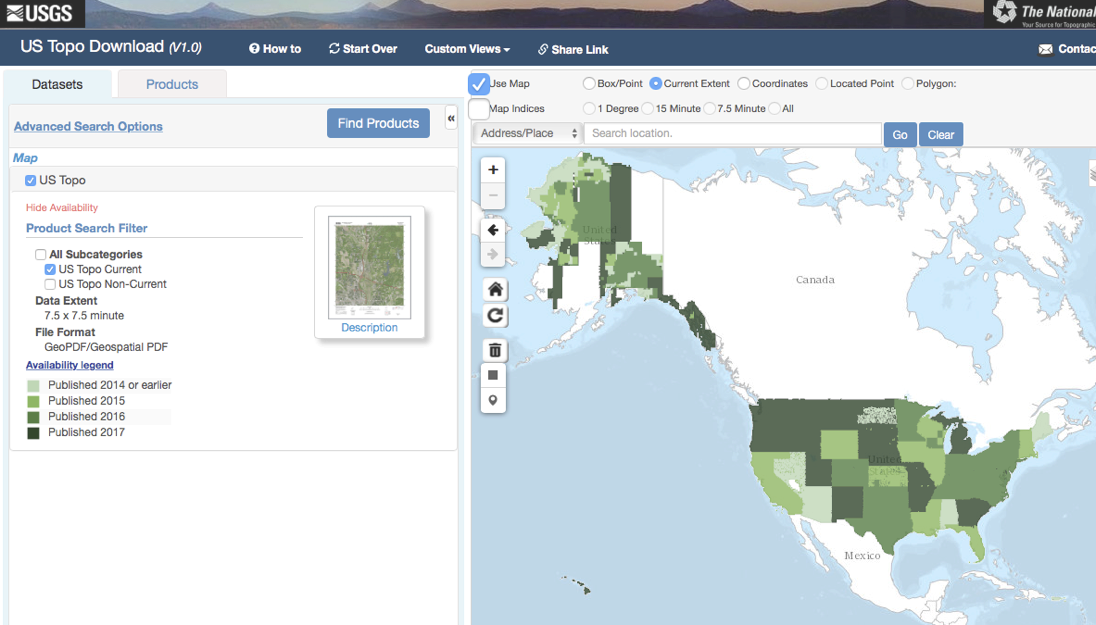 USGS
The National
Your Source for Topographic
US Topo Download (V1.0)
How to
Start Over
Custom Views
Share Link
Contac
Datasets
Products
Use Map
Box/Point
Current Extent
Coordinates
Located Point
Polygon:
Map Indices
1 Degree
15 Minute
7.5 Minute
All
Advanced Search Options
Find Products
«
Address/Place
Search location.
Go
Clear
Map
US Topo
Hide Availability
Product Search Filter
All Subcategories
US Topo Current
US Topo Non-Current
Data Extent
7.5 x 7.5 minute
File Format
GeoPDF/Geospatial PDF
Description
Availability legend
Published 2014 or earlier
Published 2015
Published 2016
Published 2017
+
−
United
States
Canada
United
States
Mexico